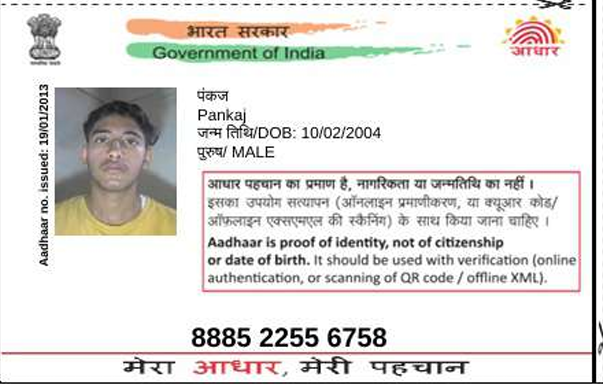 भारत सरकार
Government of India
आधार
Aadhaar no. issued: 19/01/2013
पंकज
Pankaj
जन्म तिथि/DOB: 10/02/2004
पुरुष/ MALE
आधार पहचान का प्रमाण है, नागरिकता या जन्मतिथि का नहीं ।
इसका उपयोग सत्यापन (ऑनलाइन प्रमाणीकरण, या क्यूआर कोड/
ऑफ़लाइन एक्सएमएल की स्कैनिंग) के साथ किया जाना चाहिए ।
Aadhaar is proof of identity, not of citizenship
or date of birth. It should be used with verification (online
authentication, or scanning of QR code / offline XML).
8885 2255 6758
मेरा आधार, मेरी पहचान